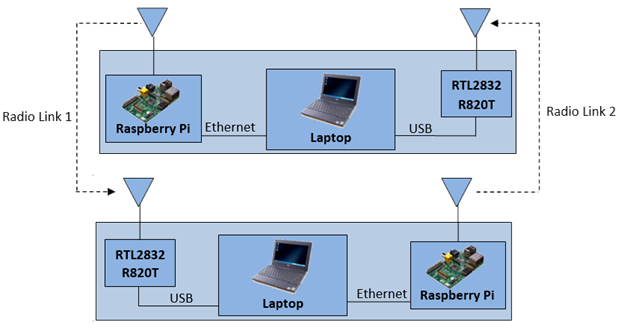 RTL2832
R820T
Radio Link 1
Raspberry Pi
Ethernet
Laptop
USB
Radio Link 2
RTL2832
R820T
USB
Laptop
Ethernet
Raspberry Pi